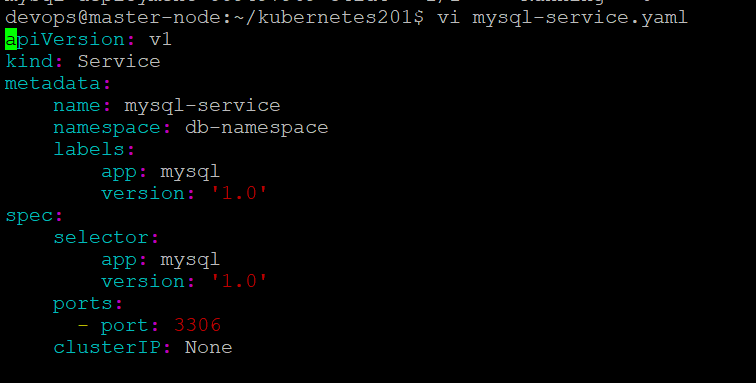 devops@master-node:~/kubernetes201$ vi mysql-service.yaml
apiVersion: v1
kind: Service
metadata:
    name: mysql-service
    namespace: db-namespace
    labels:
        app: mysql
        version: '1.0'
spec:
    selector:
        app: mysql
        version: '1.0'
    ports:
      - port: 3306
    clusterIP: None